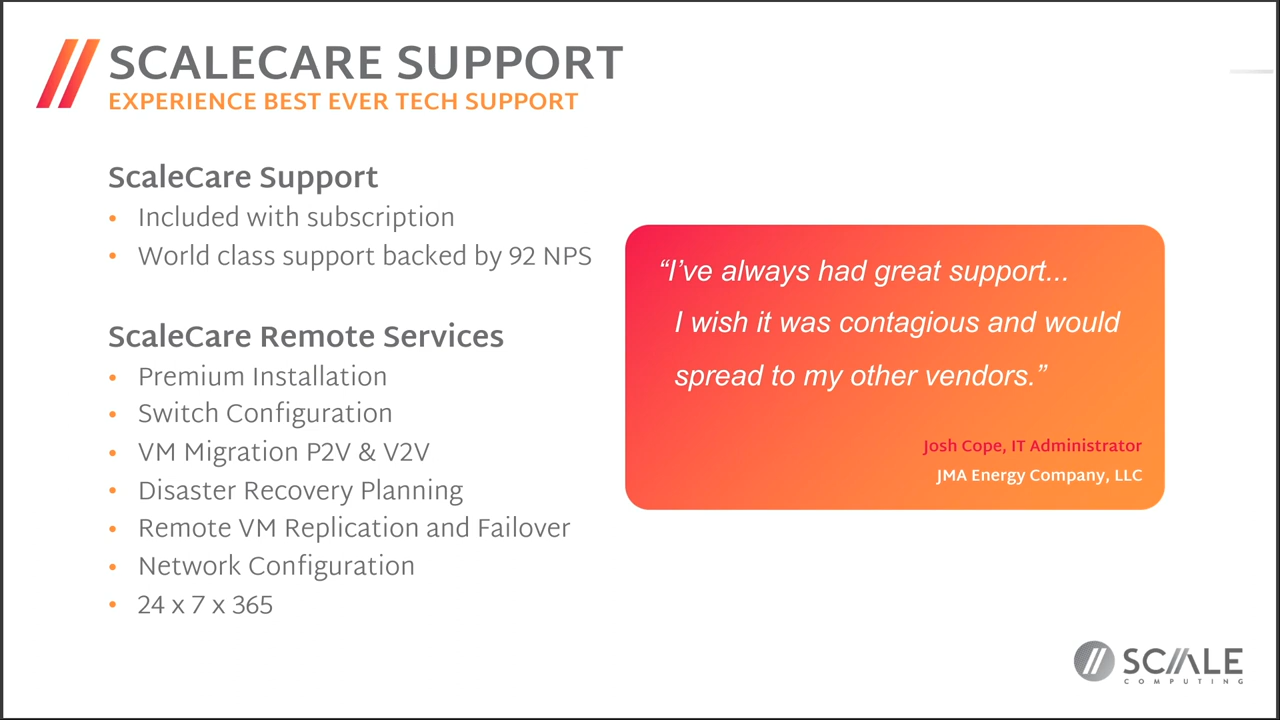 SCALECARE SUPPORT
EXPERIENCE BEST EVER TECH SUPPORT
ScaleCare Support
• Included with subscription
• World class support backed by 92 NPS
ScaleCare Remote Services
• Premium Installation
• Switch Configuration
• VM Migration P2V & V2V
• Disaster Recovery Planning
• Remote VM Replication and Failover
• Network Configuration
• 24 x 7 x 365
“I’ve always had great support...
I wish it was contagious and would
spread to my other vendors.”
Josh Cope, IT Administrator
JMA Energy Company, LLC
SCALE
COMPUTING